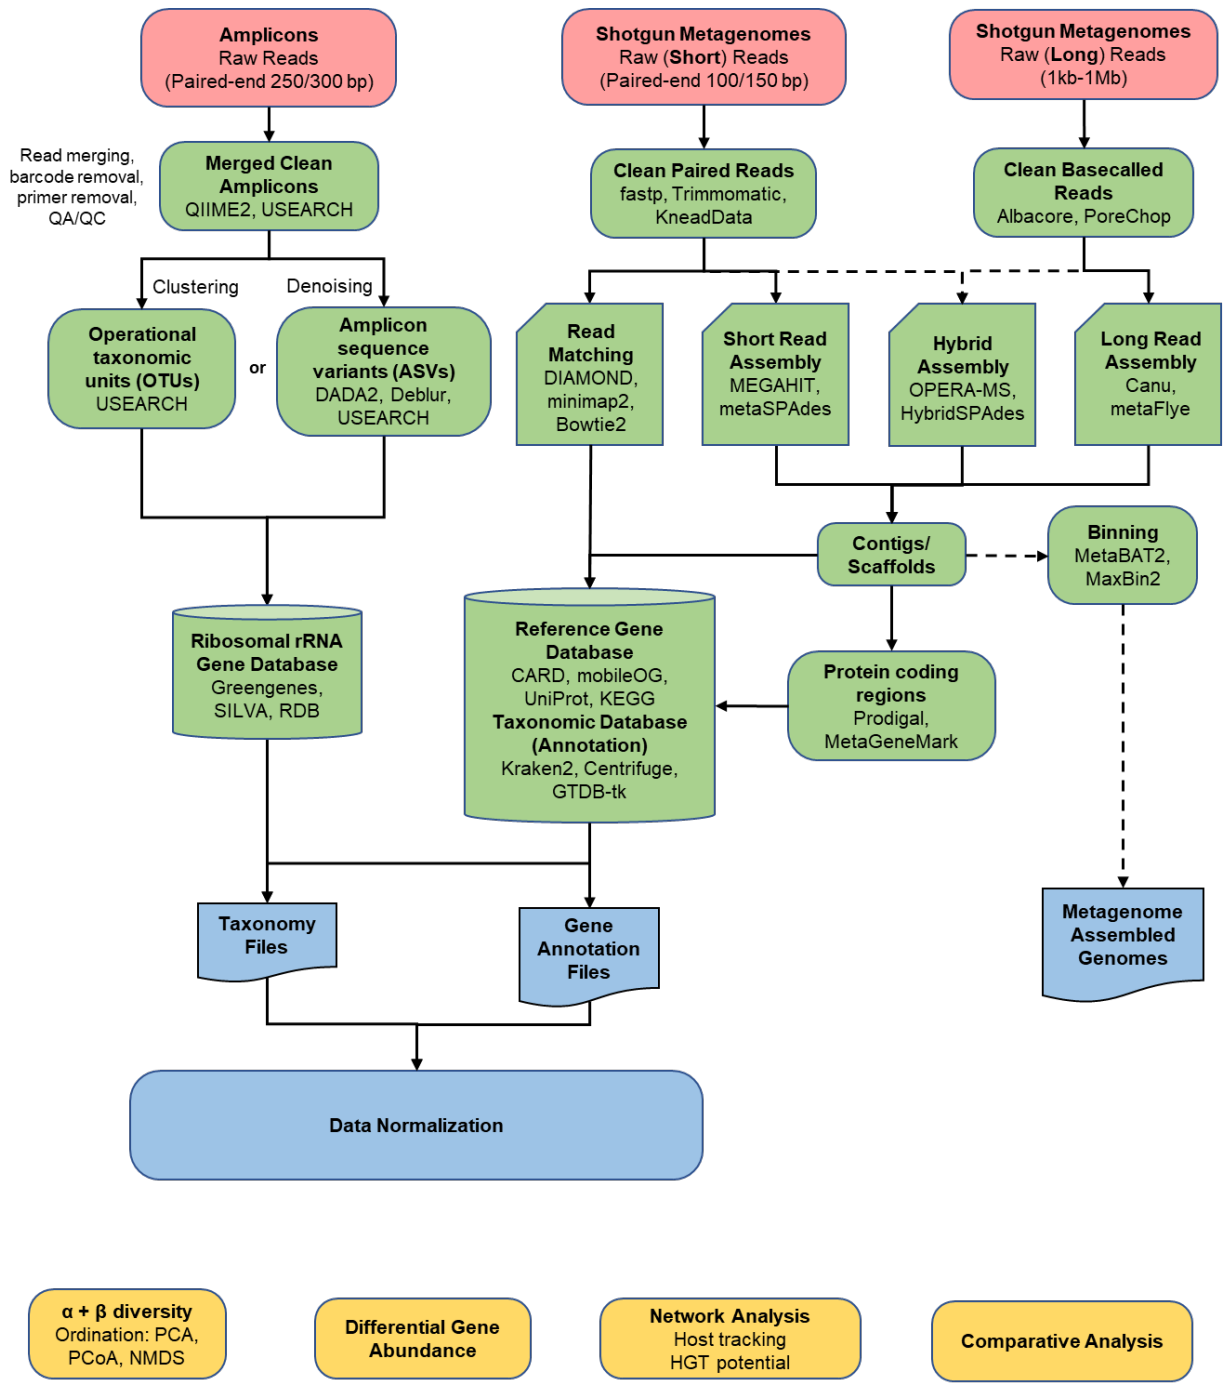 Amplicons
Raw Reads
(Paired-end 250/300 bp)
Shotgun Metagenomes
Raw (Short) Reads
(Paired-end 100/150 bp)
Shotgun Metagenomes
Raw (Long) Reads
(1kb-1Mb)
Read merging,
barcode removal,
primer removal,
QA/QC
Merged Clean
Amplicons
QIIME2, USEARCH
Clean Paired Reads
fastp, Trimmomatic,
KneadData
Clean Basecalled
Reads
Albacore, PoreChop
Clustering
Denoising
Operational
taxonomic
units (OTUs)
USEARCH
or
Amplicon
sequence
variants (ASVs)
DADA2, Deblur,
USEARCH
Read
Matching
DIAMOND,
minimap2,
Bowtie2
Short Read
Assembly
MEGAHIT,
metaSPAdes
Hybrid
Assembly
OPERA-MS,
HybridSPAdes
Long Read
Assembly
Canu,
metaFlye
Contigs/
Scaffolds
Binning
MetaBAT2,
MaxBin2
Ribosomal rRNA
Gene Database
Greengenes,
SILVA, RDB
Reference Gene
Database
CARD, mobileOG,
UniProt, KEGG
Taxonomic Database
(Annotation)
Kraken2, Centrifuge,
GTDB-tk
Protein coding
regions
Prodigal,
MetaGeneMark
Taxonomy
Files
Gene
Annotation
Files
Metagenome
Assembled
Genomes
Data Normalization
α + β diversity
Ordination: PCA,
PCoA, NMDS
Differential Gene
Abundance
Network Analysis
Host tracking
HGT potential
Comparative Analysis